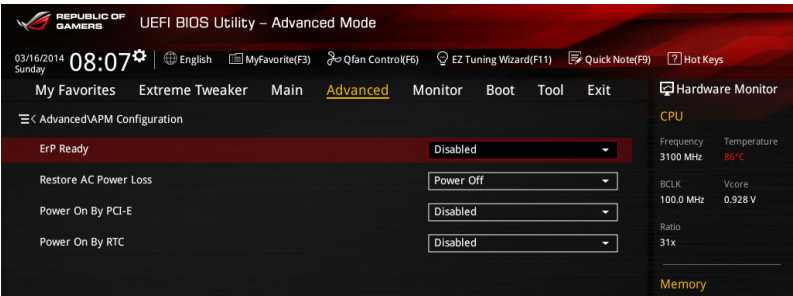 REPUBLIC OF
GAMERS
UEFI BIOS Utility – Advanced Mode
03/16/2014
Sunday
08:07
English
MyFavorite(F3)
Qfan Control(F6)
EZ Tuning Wizard(F11)
Quick Note(F9)
? Hot Keys
My Favorites Extreme Tweaker Main Advanced Monitor Boot Tool Exit
Hardware Monitor
< Advanced\APM Configuration
ErP Ready Disabled
Restore AC Power Loss Power Off
Power On By PCI-E Disabled
Power On By RTC Disabled
CPU
Frequency Temperature
3100 MHz 86°C
BCLK Vcore
100.0 MHz 0.928 V
Ratio
31x
Memory